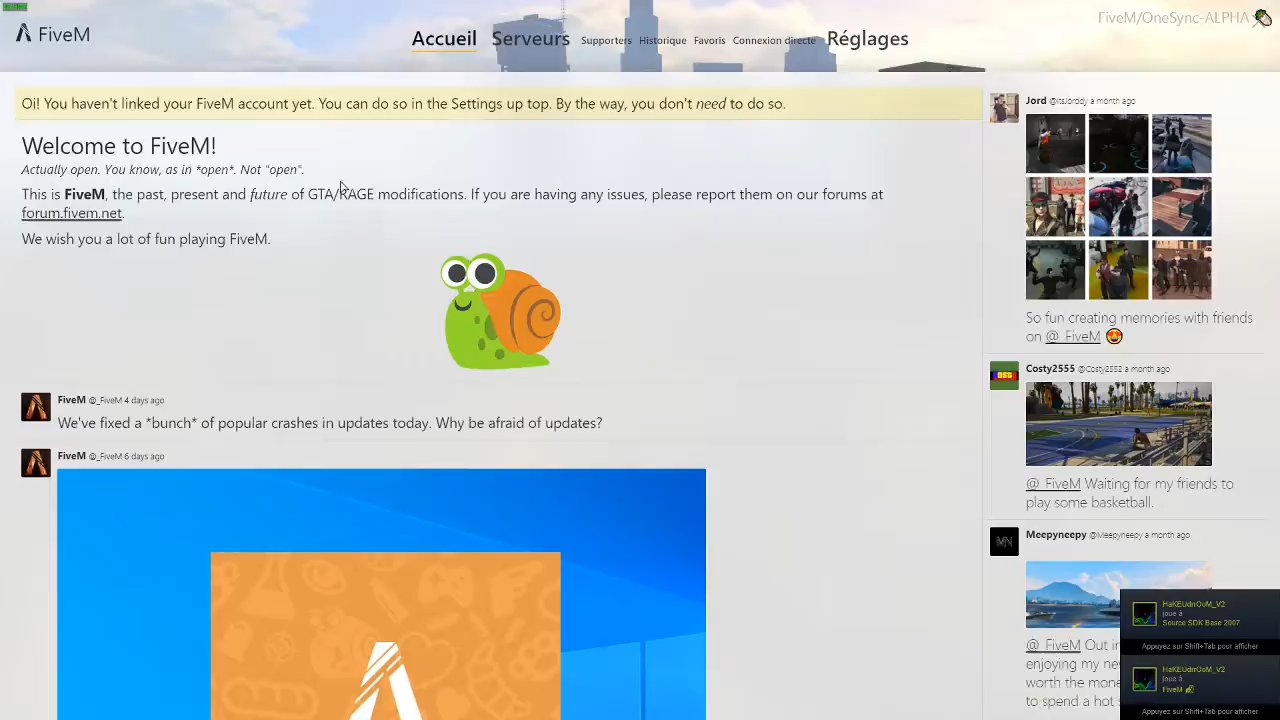 FiveM
Accueil Serveurs Supporters Historique Favoris Connexion directe Réglages
FiveM/OneSync-ALPHA
Oi! You haven't linked your FiveM account yet. You can do so in the Settings up top. By the way, you don't need to do so.
Welcome to FiveM!
Actually open. You know, as in *open*. Not "open".
This is FiveM, the past, present and future of GTA/RAGE modifications. If you are having any issues, please report them on our forums at
forum.fivem.net.
We wish you a lot of fun playing FiveM.
FiveM @_FiveM 4 days ago
We've fixed a *bunch* of popular crashes in updates today. Why be afraid of updates?
FiveM @_FiveM 6 days ago
Jord @ItsJorddy a month ago
So fun creating memories with friends
on @_FiveM
Costy2555 @Costy2552 a month ago
@_FiveM Waiting for my friends to
play some basketball.
Meepyneepy @Meepyneepy a month ago
MN
@_FiveM Out in
enjoying my new
worth the mone
to spend a hot s
HaKEUdrrOoM_V2
joue à
Source SDK Base 2007
Appuyez sur Shift+Tab pour afficher
HaKEUdrrOoM_V2
joue à
FiveM
Appuyez sur Shift+Tab pour afficher